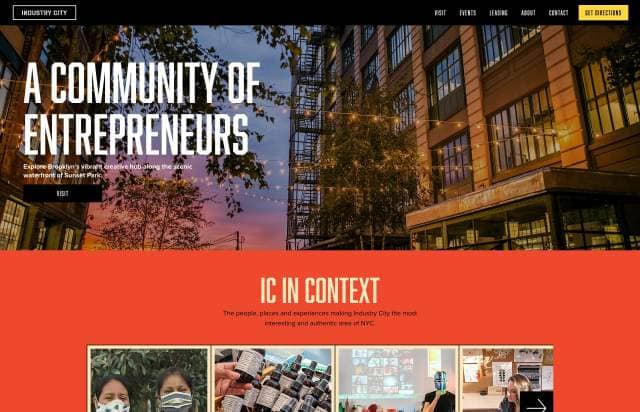 INDUSTRY CITY
VISIT
EVENTS
LEASING
ABOUT
CONTACT
GET DIRECTIONS
A COMMUNITY OF
ENTREPRENEURS
Explore Brooklyn's vibrant creative hub along the scenic
waterfront of Sunset Park.
VISIT
IC IN CONTEXT
The people, places and experiences making Industry City the most
interesting and authentic area of NYC.